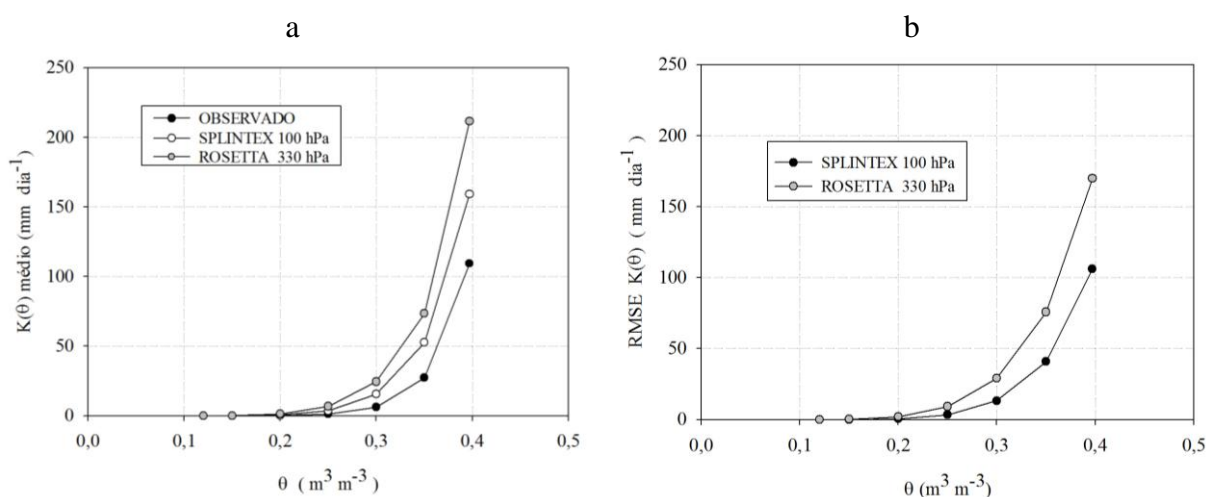 a
250
200
150
100
50
0
K(θ) médio (mm dia⁻¹)
OBSERVADO
SPLINTEX 100 hPa
ROSETTA 330 hPa
0,0 0,1 0,2 0,3 0,4 0,5
θ ( m³ m⁻³ )
b
250
200
150
100
50
0
RMSE K(θ) ( mm dia⁻¹)
SPLINTEX 100 hPa
ROSETTA 330 hPa
0,0 0,1 0,2 0,3 0,4 0,5
θ (m³ m⁻³)